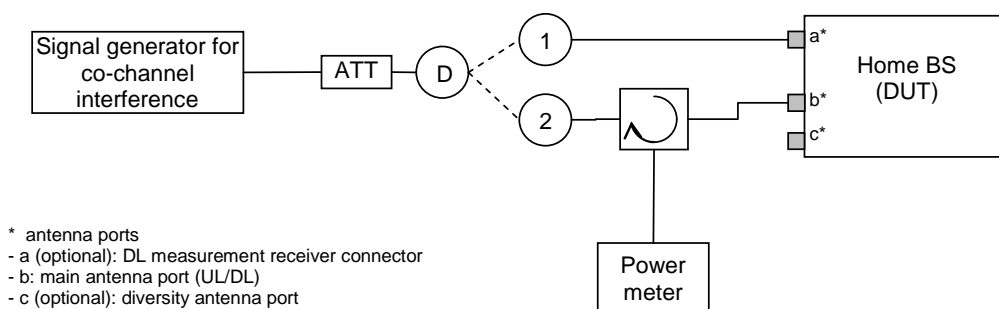 Signal generator for
co-channel
interference
ATT
D
1
2
a*
b*
c*
Home BS
(DUT)
Power
meter
* antenna ports
- a (optional): DL measurement receiver connector
- b: main antenna port (UL/DL)
- c (optional): diversity antenna port